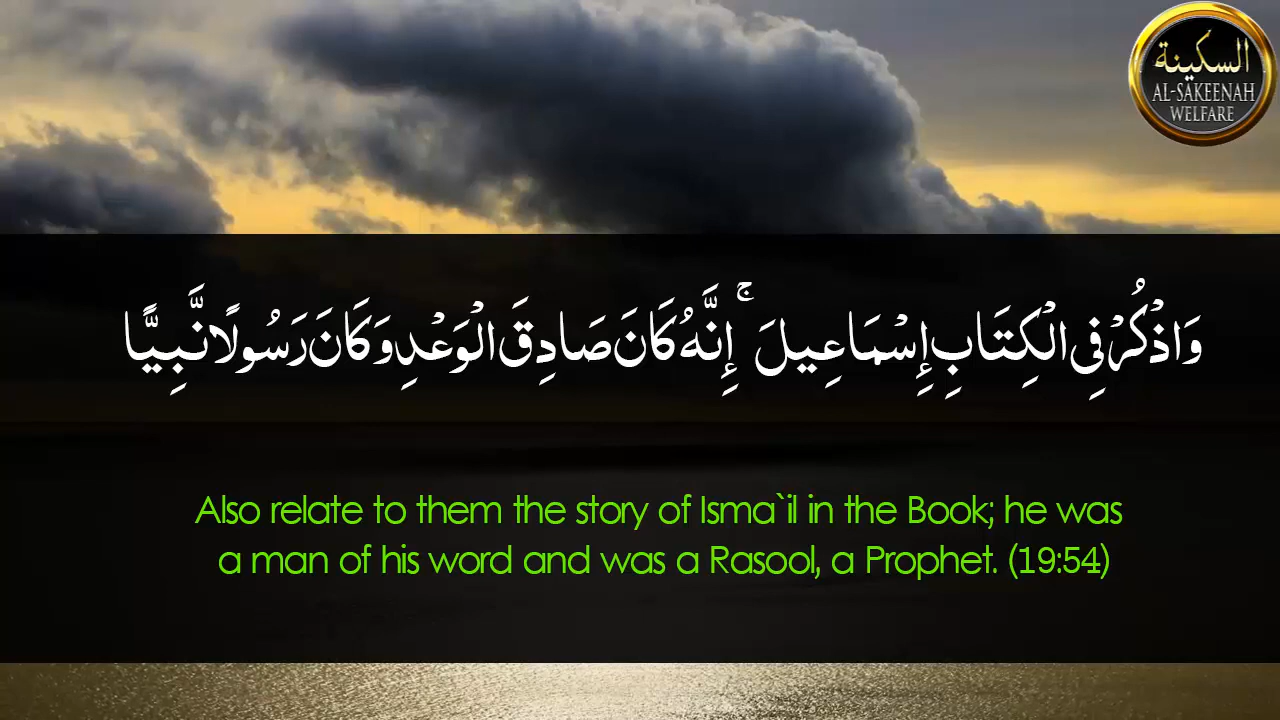 السكينة
AL-SAKEENAH
WELFARE
وَاذْكُرْ فِي الْكِتَابِ إِسْمَاعِيلَ ۚ إِنَّهُ كَانَ صَادِقَ الْوَعْدِ وَكَانَ رَسُولًا نَّبِيًّا
Also relate to them the story of Isma`il in the Book; he was
a man of his word and was a Rasool, a Prophet. (19:54)